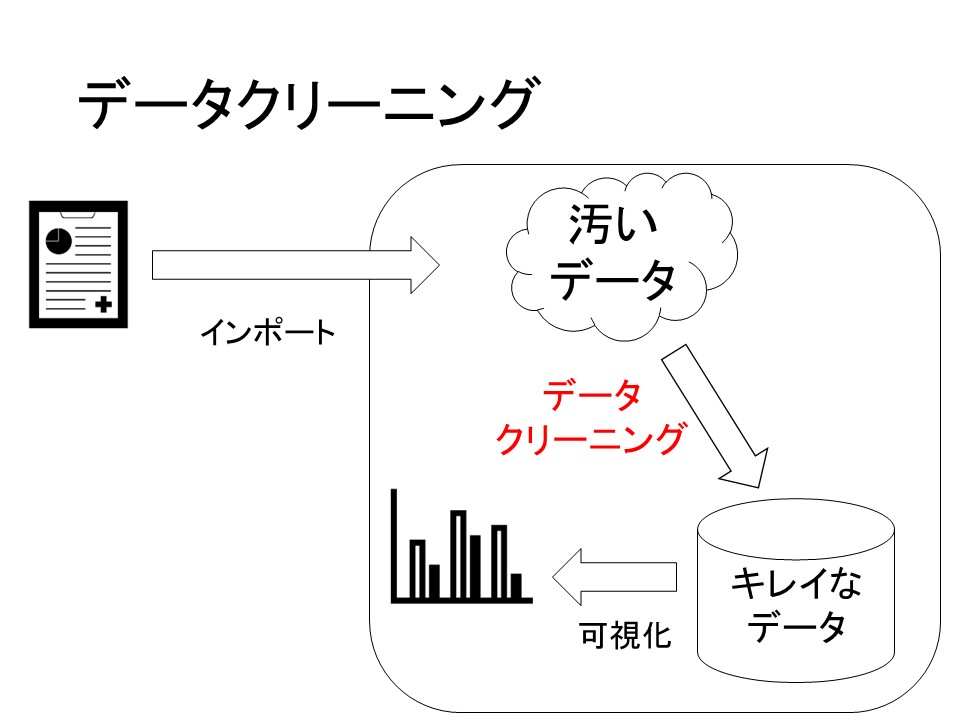 データクリーニング
汚い
データ
インポート
データ
クリーニング
キレイな
データ
可視化